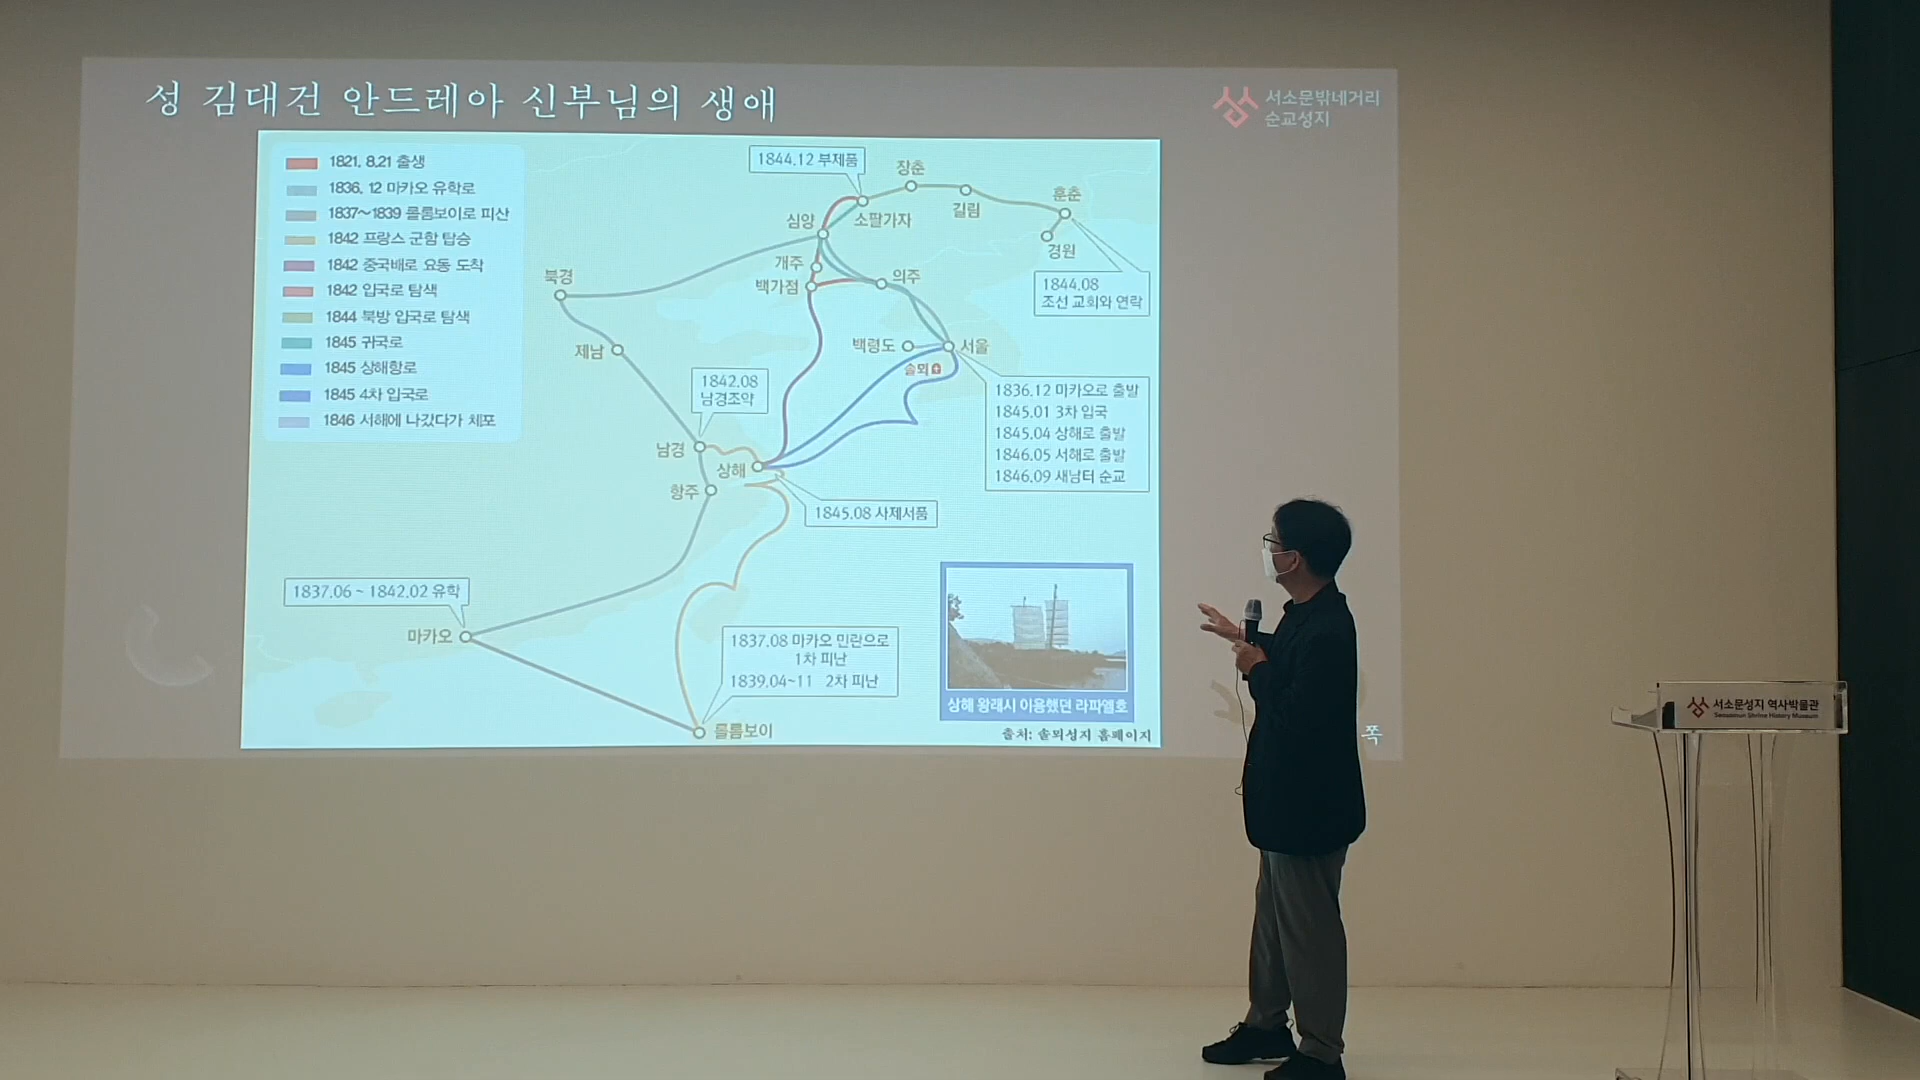 성 김대건 안드레아 신부님의 생애
서소문밖네거리
순교성지
1821. 8.21 출생
1836. 12 마카오 유학로
1837~1839 롤롬보이로 피산
1842 프랑스 군함 탑승
1842 중국배로 요동 도착
1842 입국로 탐색
1844 북방 입국로 탐색
1845 귀국로
1845 상해항로
1845 4차 입국로
1846 서해에 나갔다가 체포
1844.12 부제품
장춘
길림
훈춘
소팔가자
심양
경원
개주
백가점
의주
북경
1844.08
조선 교회와 연락
제남
백령도
서울
솔뫼
1842.08
남경조약
1836.12 마카오로 출발
1845.01 3차 입국
1845.04 상해로 출발
1846.05 서해로 출발
1846.09 새남터 순교
남경
상해
항주
1845.08 사제서품
1837.06 ~ 1842.02 유학
마카오
1837.08 마카오 민란으로
1차 피난
1839.04~11 2차 피난
롤롬보이
상해 왕래시 이용했던 라파엘호
출처: 솔뫼성지 홈페이지
쪽
서소문성지 역사박물관
Seosomun Shrine History Museum